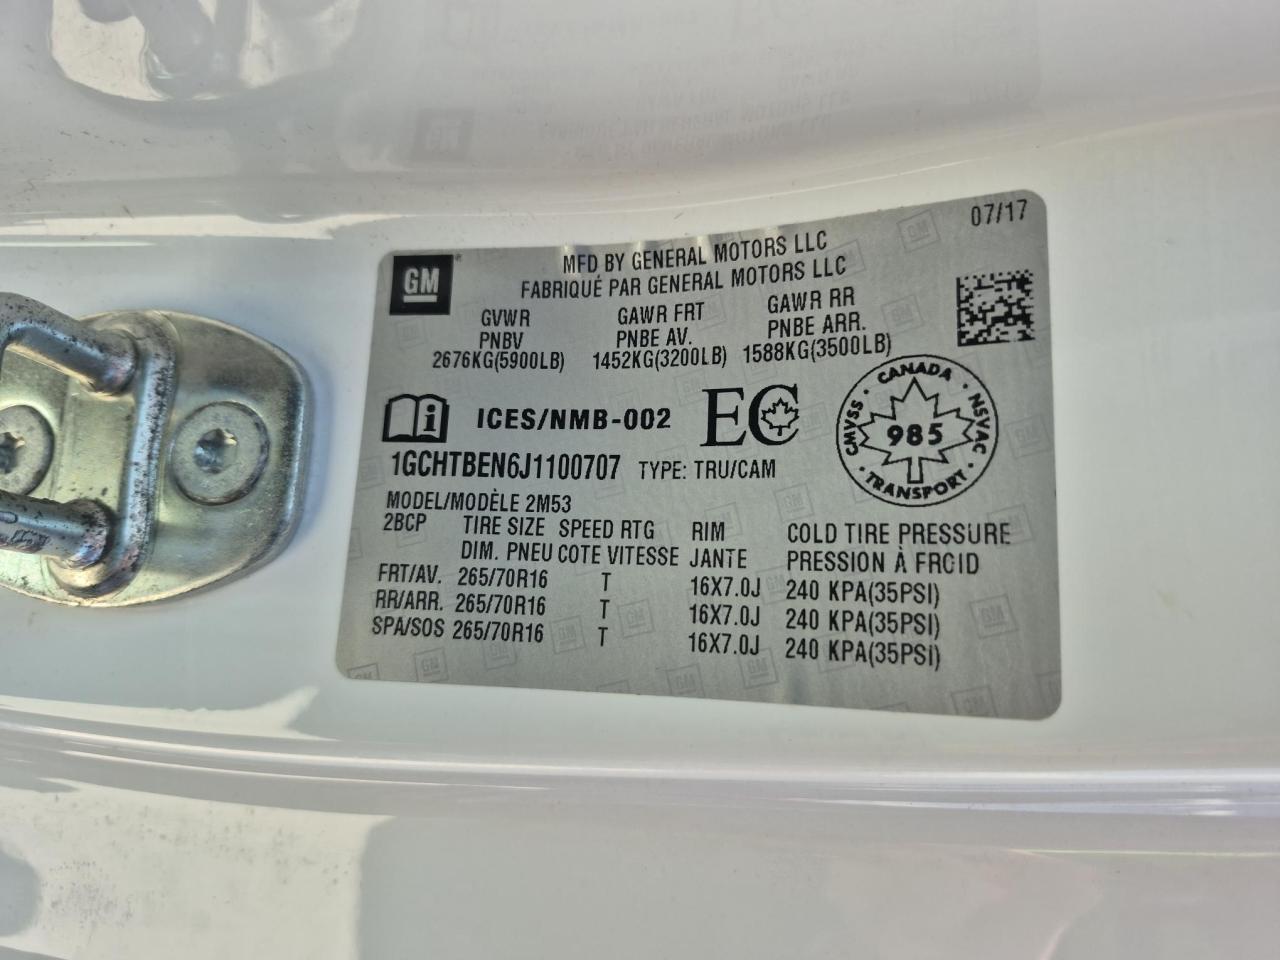 07/17
GM
MFD BY GENERAL MOTORS LLC
FABRIQUÉ PAR GENERAL MOTORS LLC
GVWR GAWR FRT GAWR RR
PNBV PNBE AV. PNBE ARR.
2676KG(5900LB) 1452KG(3200LB) 1588KG(3500LB)
ICES/NMB-002 EC
CANADA
CMVSS 985 NSVAC
TRANSPORT
1GCHTBEN6J1100707 TYPE: TRU/CAM
MODEL/MODÈLE 2M53
2BCP TIRE SIZE SPEED RTG RIM COLD TIRE PRESSURE
DIM. PNEU COTE VITESSE JANTE PRESSION À FROID
FRT/AV. 265/70R16 T 16X7.0J 240 KPA(35PSI)
RR/ARR. 265/70R16 T 16X7.0J 240 KPA(35PSI)
SPA/SOS 265/70R16 T 16X7.0J 240 KPA(35PSI)